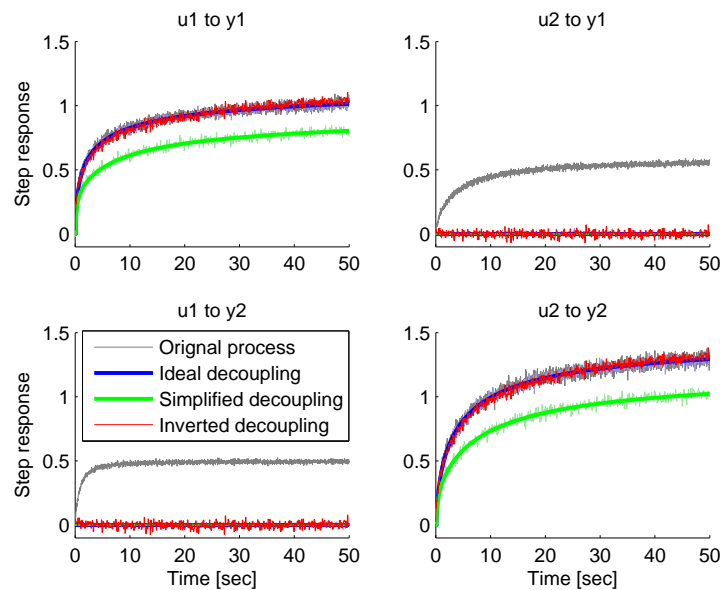 u1 to y1
u2 to y1
1.5
1
0.5
0
Step response
0 10 20 30 40 50
1.5
1
0.5
0
0 10 20 30 40 50
u1 to y2
u2 to y2
1.5
1
0.5
0
Step response
Orignal process
Ideal decoupling
Simplified decoupling
Inverted decoupling
0 10 20 30 40 50
Time [sec]
1.5
1
0.5
0
0 10 20 30 40 50
Time [sec]